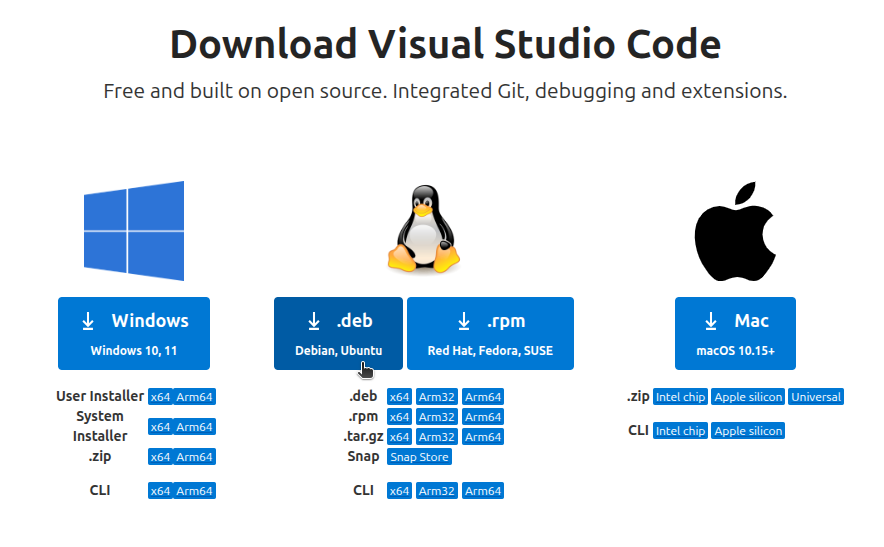 Download Visual Studio Code
Free and built on open source. Integrated Git, debugging and extensions.
Windows
Windows 10, 11
User Installer x64 Arm64
System
Installer x64 Arm64
.zip x64 Arm64
CLI x64 Arm64
.deb
Debian, Ubuntu
.rpm
Red Hat, Fedora, SUSE
.deb x64 Arm32 Arm64
.rpm x64 Arm32 Arm64
.tar.gz x64 Arm32 Arm64
Snap Snap Store
CLI x64 Arm32 Arm64
Mac
macOS 10.15+
.zip Intel chip Apple silicon Universal
CLI Intel chip Apple silicon